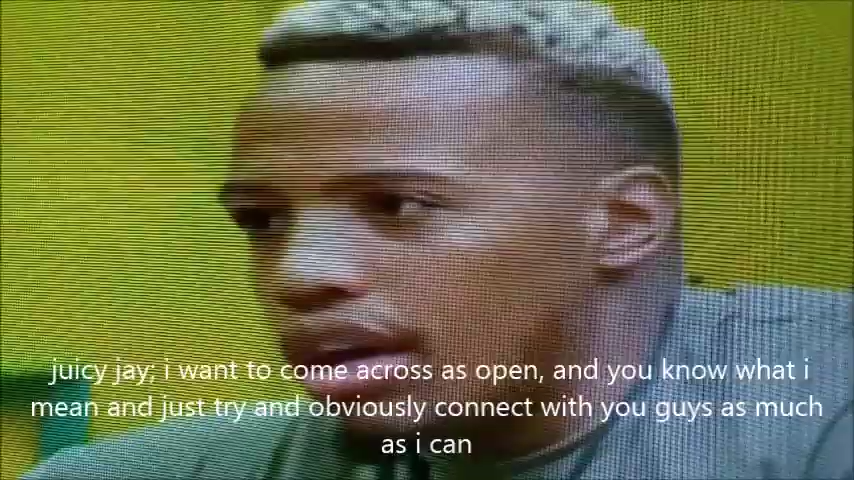 juicy jay; i want to come across as open, and you know what i
mean and just try and obviously connect with you guys as much
as i can